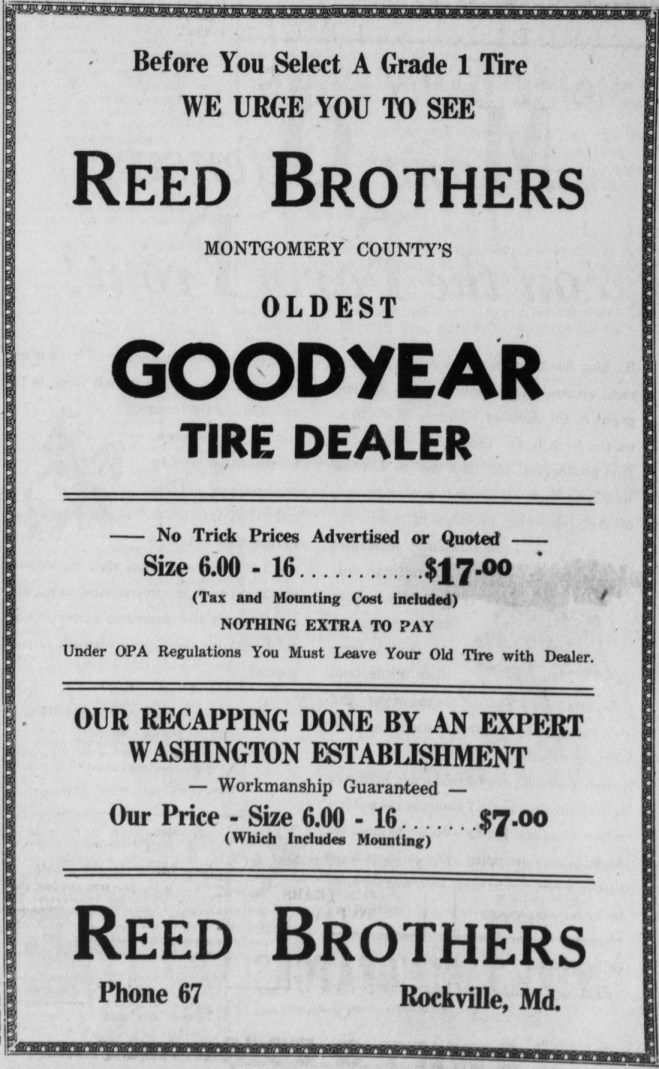 Before You Select A Grade 1 Tire
WE URGE YOU TO SEE
REED BROTHERS
MONTGOMERY COUNTY'S
OLDEST
GOODYEAR
TIRE DEALER
— No Trick Prices Advertised or Quoted —
Size 6.00 - 16............$17.00
(Tax and Mounting Cost included)
NOTHING EXTRA TO PAY
Under OPA Regulations You Must Leave Your Old Tire with Dealer.
OUR RECAPPING DONE BY AN EXPERT
WASHINGTON ESTABLISHMENT
— Workmanship Guaranteed —
Our Price - Size 6.00 - 16.......$7.00
(Which Includes Mounting)
REED BROTHERS
Phone 67 Rockville, Md.